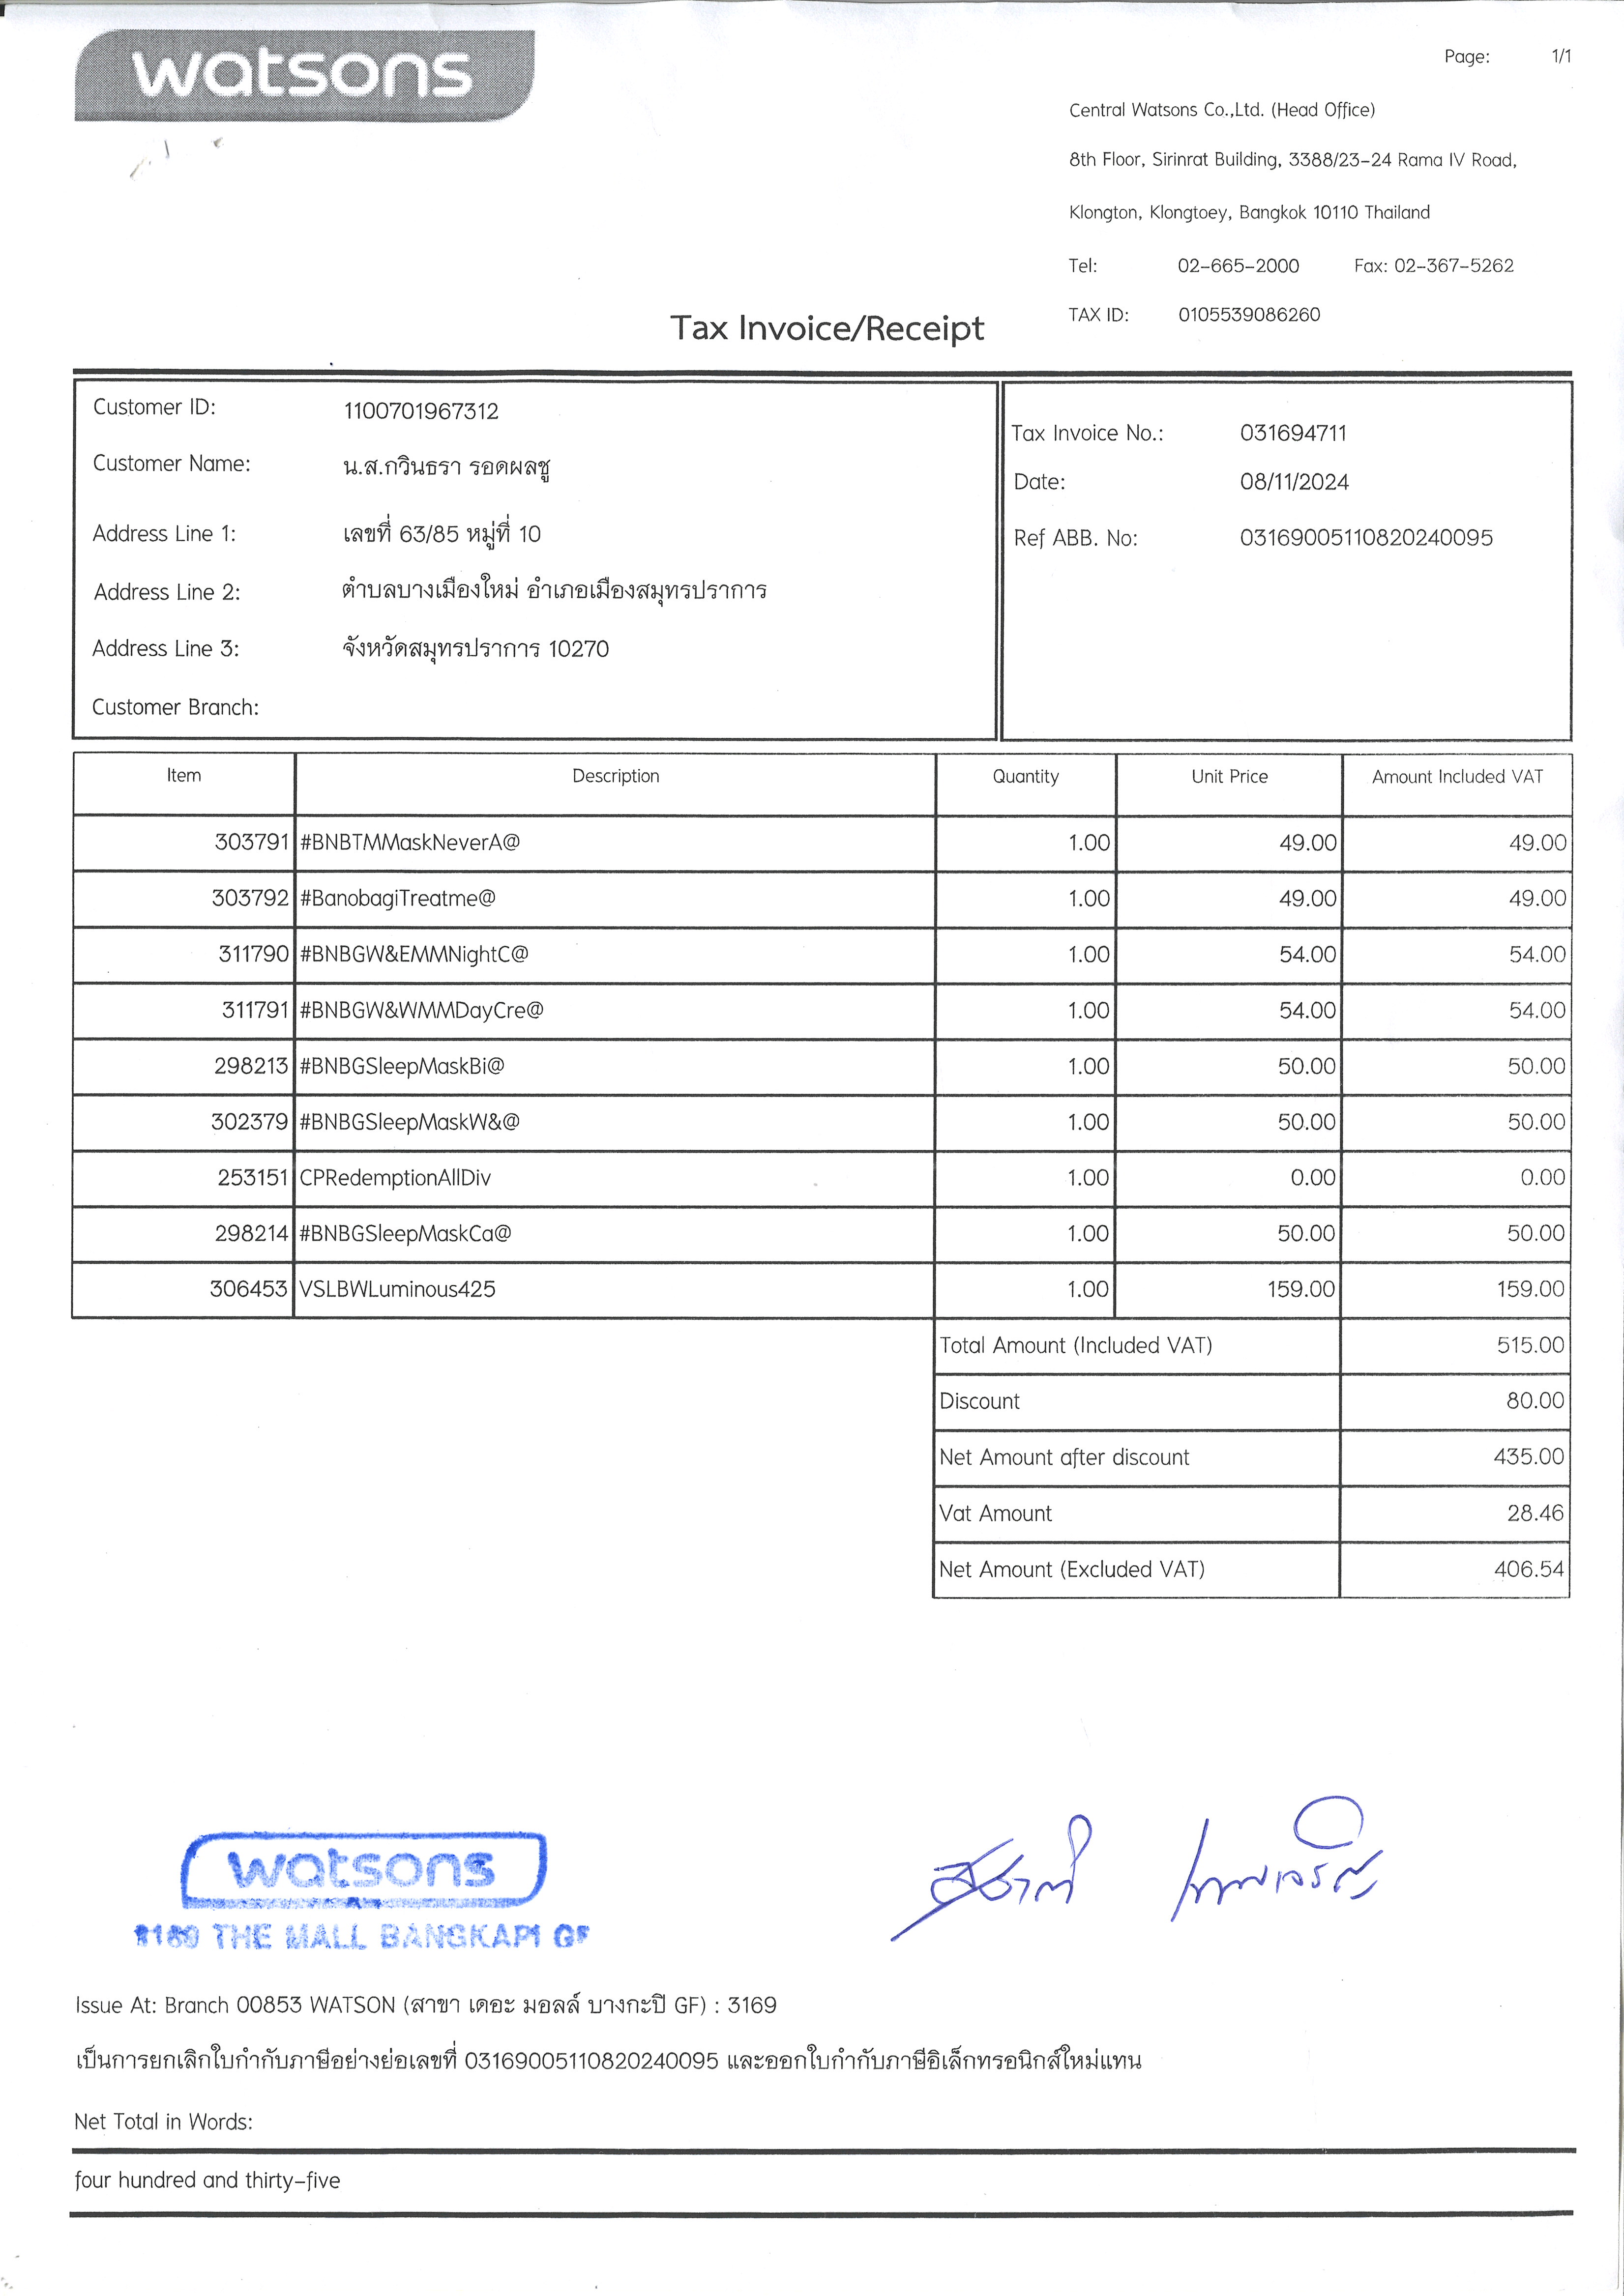 watsons
Page: 1/1
Central Watsons Co.,Ltd. (Head Office)
8th Floor, Sirinrat Building, 3388/23-24 Rama IV Road,
Klongton, Klongtoey, Bangkok 10110 Thailand
Tel: 02-665-2000 Fax: 02-367-5262
TAX ID: 0105539086260
Tax Invoice/Receipt
Customer ID: 1100701967312
Customer Name: น.ส.กวินธรา รอดผลชู
Address Line 1: เลขที่ 63/85 หมู่ที่ 10
Address Line 2: ตำบลบางเมืองใหม่ อำเภอเมืองสมุทรปราการ
Address Line 3: จังหวัดสมุทรปราการ 10270
Customer Branch:
Tax Invoice No.: 031694711
Date: 08/11/2024
Ref ABB. No: 03169005110820240095
Item Description Quantity Unit Price Amount Included VAT
303791 #BNBTMMaskNeverA@ 1.00 49.00 49.00
303792 #BanobagiTreatme@ 1.00 49.00 49.00
311790 #BNBGW&EMMNightC@ 1.00 54.00 54.00
311791 #BNBGW&WMMDayCre@ 1.00 54.00 54.00
298213 #BNBGSleepMaskBi@ 1.00 50.00 50.00
302379 #BNBGSleepMaskW&@ 1.00 50.00 50.00
253151 CPRedemptionAllDiv 1.00 0.00 0.00
298214 #BNBGSleepMaskCa@ 1.00 50.00 50.00
306453 VSLBWLuminous425 1.00 159.00 159.00
Total Amount (Included VAT) 515.00
Discount 80.00
Net Amount after discount 435.00
Vat Amount 28.46
Net Amount (Excluded VAT) 406.54
watsons
THE MALL BANGKAPI GF
Issue At: Branch 00853 WATSON (สาขา เดอะ มอลล์ บางกะปิ GF) : 3169
เป็นการยกเลิกใบกำกับภาษีอย่างย่อเลขที่ 03169005110820240095 และออกใบกำกับภาษีอิเล็กทรอนิกส์ใหม่แทน
Net Total in Words:
four hundred and thirty-five